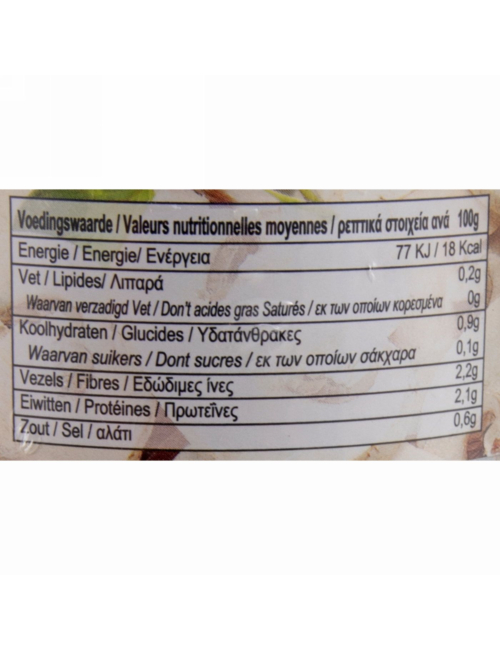 Voedingswaarde / Valeurs nutritionnelles moyennes / ρεπτικά στοιχεία ανά 100g
Energie / Energie/ Ενέργεια 77 KJ / 18 Kcal
Vet / Lipides/ Λιπαρά 0,2g
Waarvan verzadigd Vet / Don't acides gras Saturés / εκ των οποίων κορεσμένα 0g
Koolhydraten / Glucides / Υδατάνθρακες 0,9g
Waarvan suikers / Dont sucres / εκ των οποίων σάκχαρα 0,1g
Vezels / Fibres / Εδώδιμες ίνες 2,2g
Eiwitten / Protéines / Πρωτεΐνες 2,1g
Zout / Sel / αλάτι 0,6g